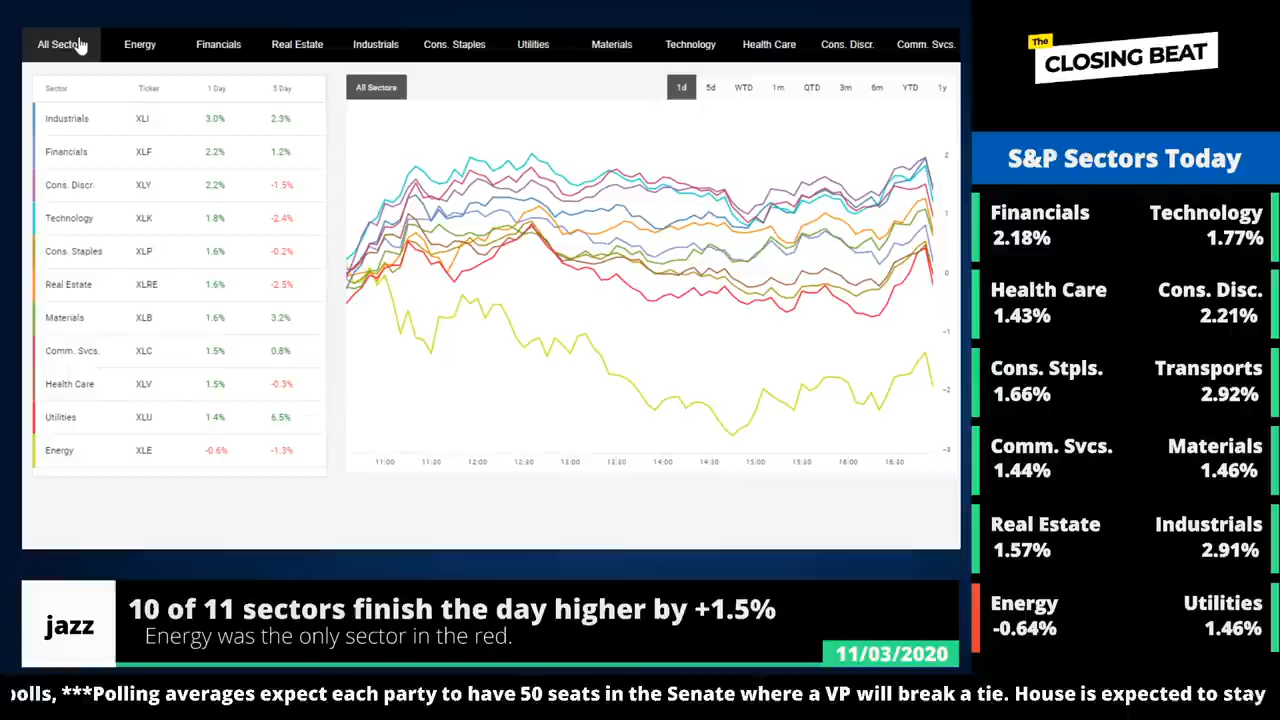 All Sectors Energy Financials Real Estate Industrials Cons. Staples Utilities Materials Technology Health Care Cons. Discr. Comm. Svcs.
Sector Ticker 1 Day 5 Day
Industrials XLI 3.0% 2.3%
Financials XLF 2.2% 1.2%
Cons. Discr. XLY 2.2% -1.5%
Technology XLK 1.8% -2.4%
Cons. Staples XLP 1.6% -0.2%
Real Estate XLRE 1.6% -2.5%
Materials XLB 1.6% 3.2%
Comm. Svcs. XLC 1.5% 0.8%
Health Care XLV 1.5% -0.3%
Utilities XLU 1.4% 6.5%
Energy XLE -0.6% -1.3%
All Sectors
1d 5d WTD 1m QTD 3m 6m YTD 1y
2
1
0
-1
-2
-3
11:00 11:30 12:00 12:30 13:00 13:30 14:00 14:30 15:00 15:30 16:00 16:30
The
CLOSING BEAT
S&P Sectors Today
Financials Technology
2.18% 1.77%
Health Care Cons. Disc.
1.43% 2.21%
Cons. Stpls. Transports
1.66% 2.92%
Comm. Svcs. Materials
1.44% 1.46%
Real Estate Industrials
1.57% 2.91%
Energy Utilities
-0.64% 1.46%
jazz
10 of 11 sectors finish the day higher by +1.5%
Energy was the only sector in the red.
11/03/2020
polls, ***Polling averages expect each party to have 50 seats in the Senate where a VP will break a tie. House is expected to stay